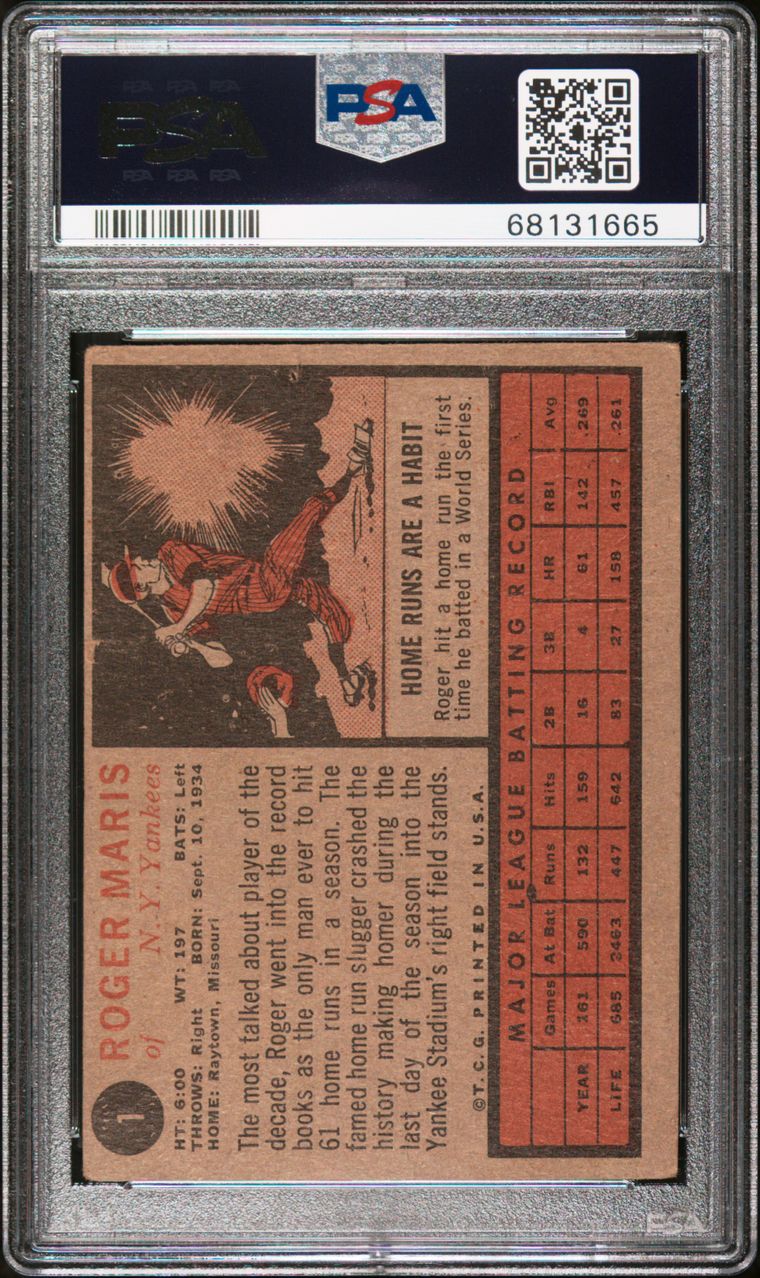 PSA
PSA
68131665
1
ROGER MARIS
of N.-Y. Yankees
HT: 6:00 WT: 197 BATS: Left
THROWS: Right BORN: Sept. 10, 1934
HOME: Raytown, Missouri
The most talked about player of the
decade, Roger went into the record
books as the only man ever to hit
61 home runs in a season. The
famed home run slugger crashed the
history making homer during the
last day of the season into the
Yankee Stadium's right field stands.
HOME RUNS ARE A HABIT
Roger hit a home run the first
time he batted in a World Series.
©T.C.G. PRINTED IN U.S.A.
MAJOR LEAGUE BATTING RECORD
Games At Bat Runs Hits 2B 3B HR RBI Avg
YEAR 161 590 132 159 16 4 61 142 .269
LIFE 685 2463 447 642 83 27 158 457 .261